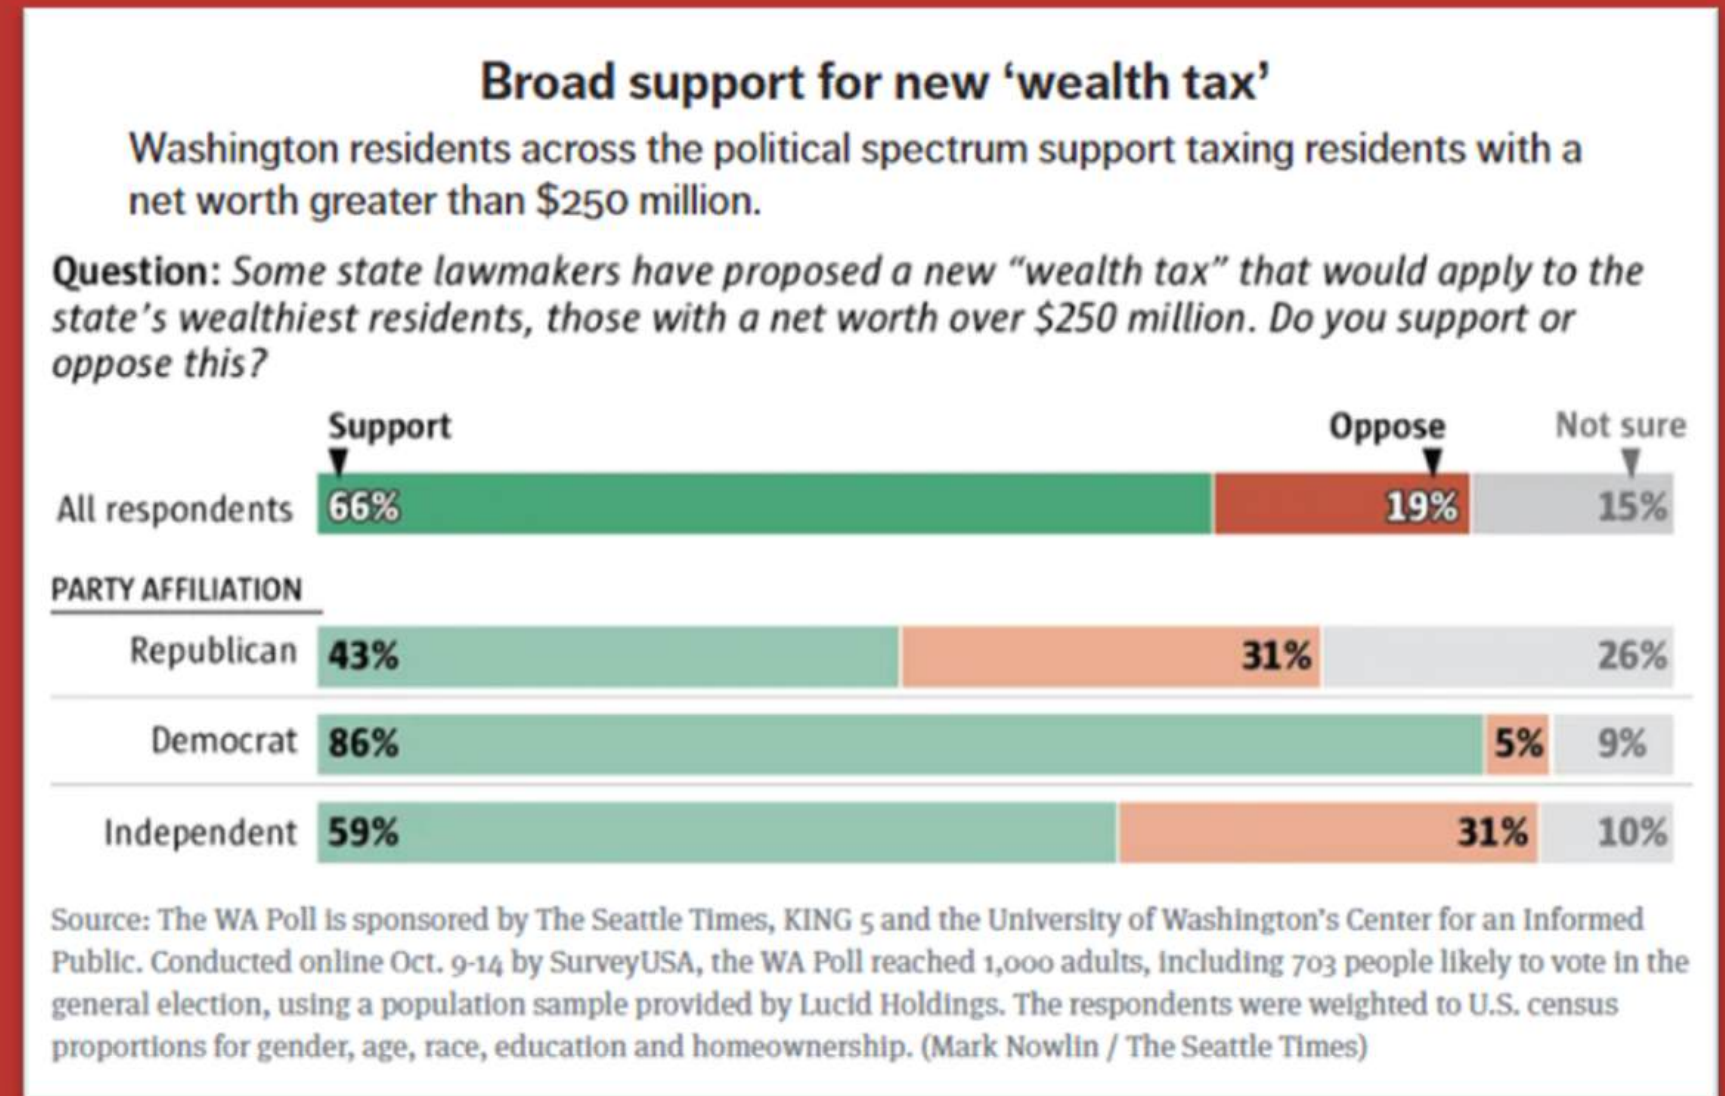 Broad support for new ‘wealth tax’
Washington residents across the political spectrum support taxing residents with a
net worth greater than $250 million.
Question: Some state lawmakers have proposed a new “wealth tax” that would apply to the
state’s wealthiest residents, those with a net worth over $250 million. Do you support or
oppose this?
Support Oppose Not sure
All respondents 66% 19% 15%
PARTY AFFILIATION
Republican 43% 31% 26%
Democrat 86% 5% 9%
Independent 59% 31% 10%
Source: The WA Poll is sponsored by The Seattle Times, KING 5 and the University of Washington’s Center for an Informed
Public. Conducted online Oct. 9-14 by SurveyUSA, the WA Poll reached 1,000 adults, including 703 people likely to vote in the
general election, using a population sample provided by Lucid Holdings. The respondents were weighted to U.S. census
proportions for gender, age, race, education and homeownership. (Mark Nowlin / The Seattle Times)